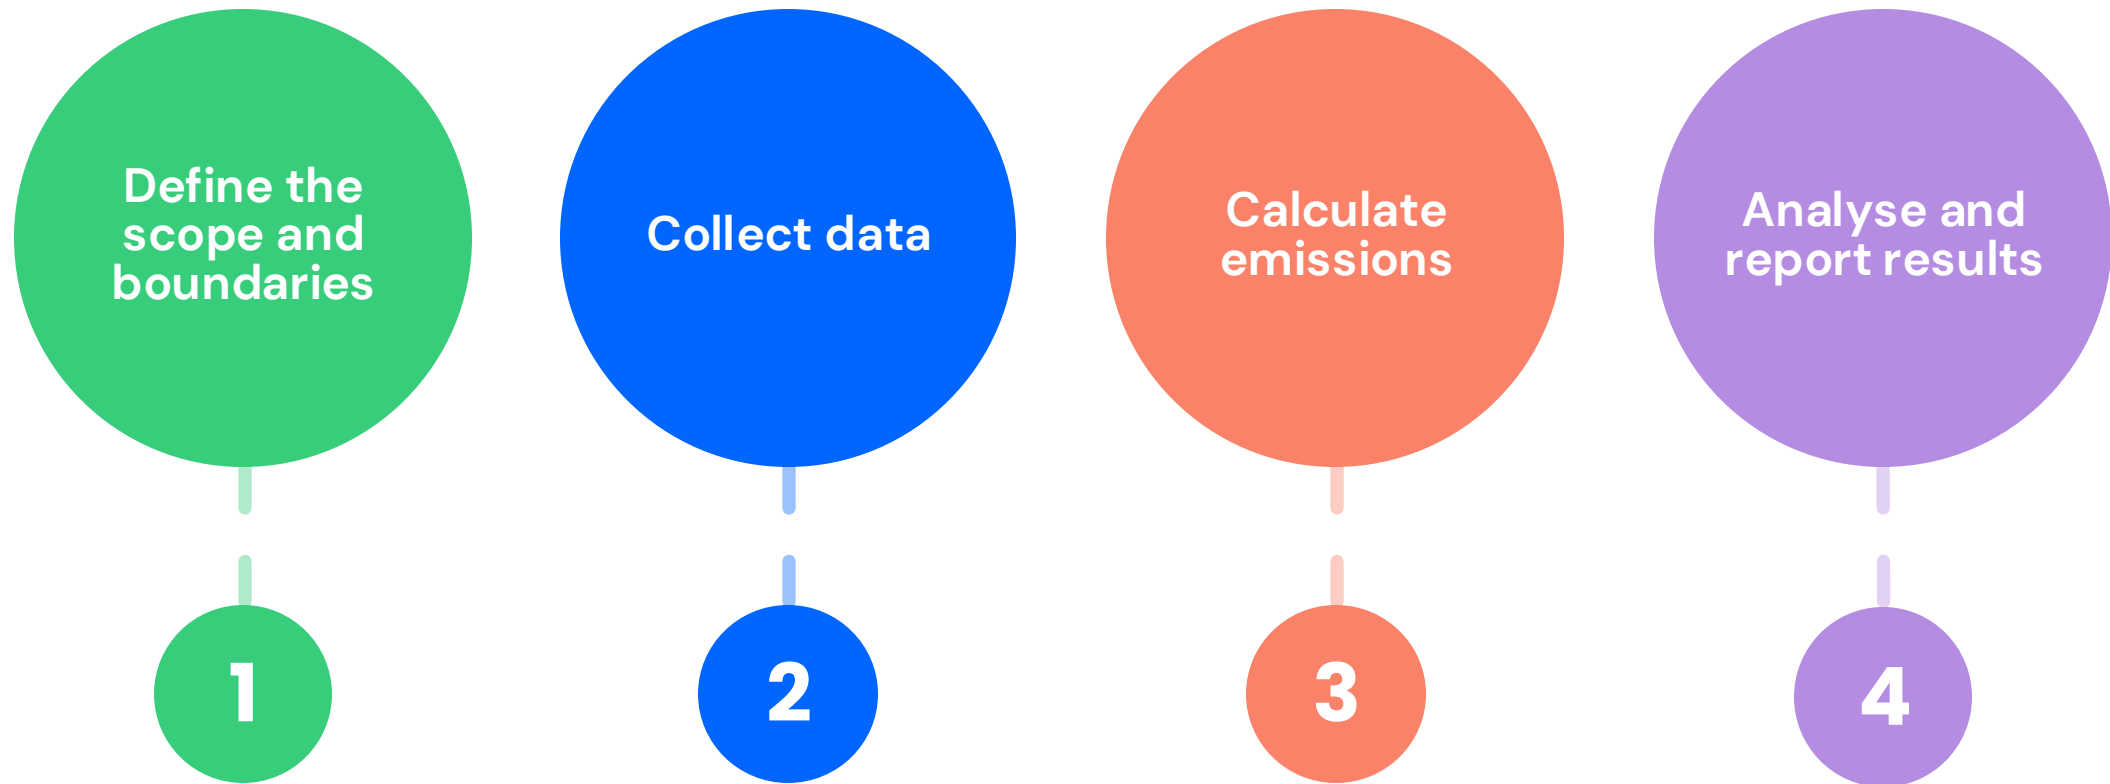 Define the
scope and
boundaries
Collect data
Calculate
emissions
Analyse and
report results
1
2
3
4